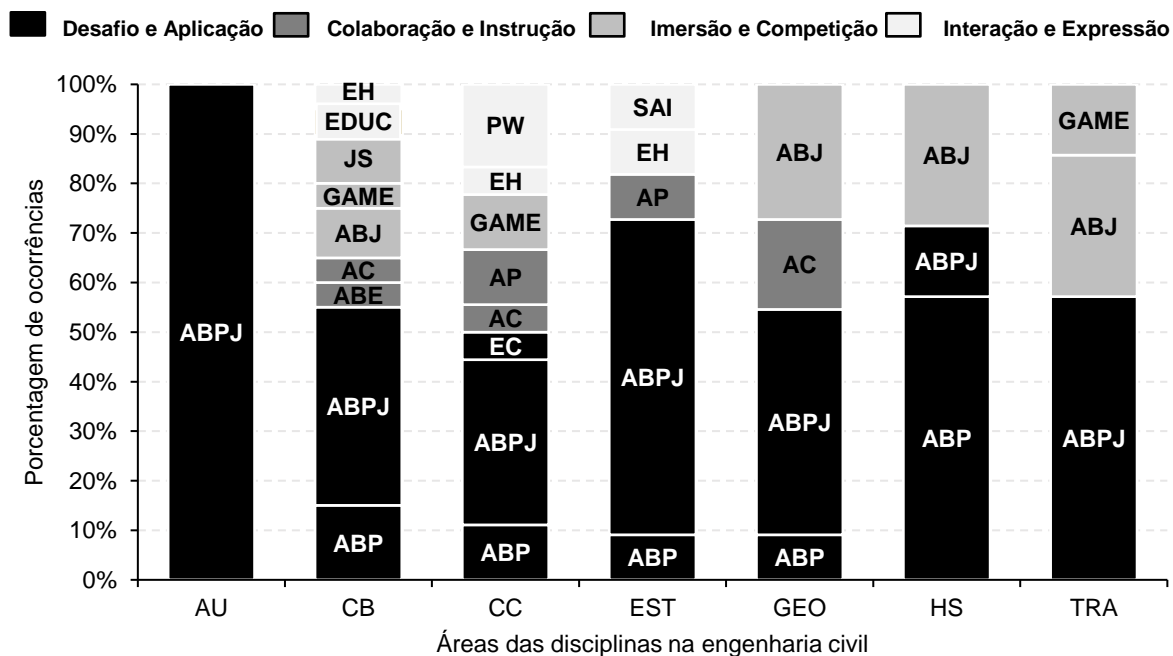 Desafio e Aplicação Colaboração e Instrução Imersão e Competição Interação e Expressão
Porcentagem de ocorrências
100%
90%
80%
70%
60%
50%
40%
30%
20%
10%
0%
ABPJ
EH
EDUC
JS
GAME
ABJ
AC
ABE
ABPJ
ABP
PW
EH
GAME
AP
AC
EC
ABPJ
ABP
SAI
EH
AP
ABPJ
ABP
ABJ
AC
ABPJ
ABP
ABJ
ABPJ
ABP
GAME
ABJ
ABPJ
AU CB CC EST GEO HS TRA
Áreas das disciplinas na engenharia civil